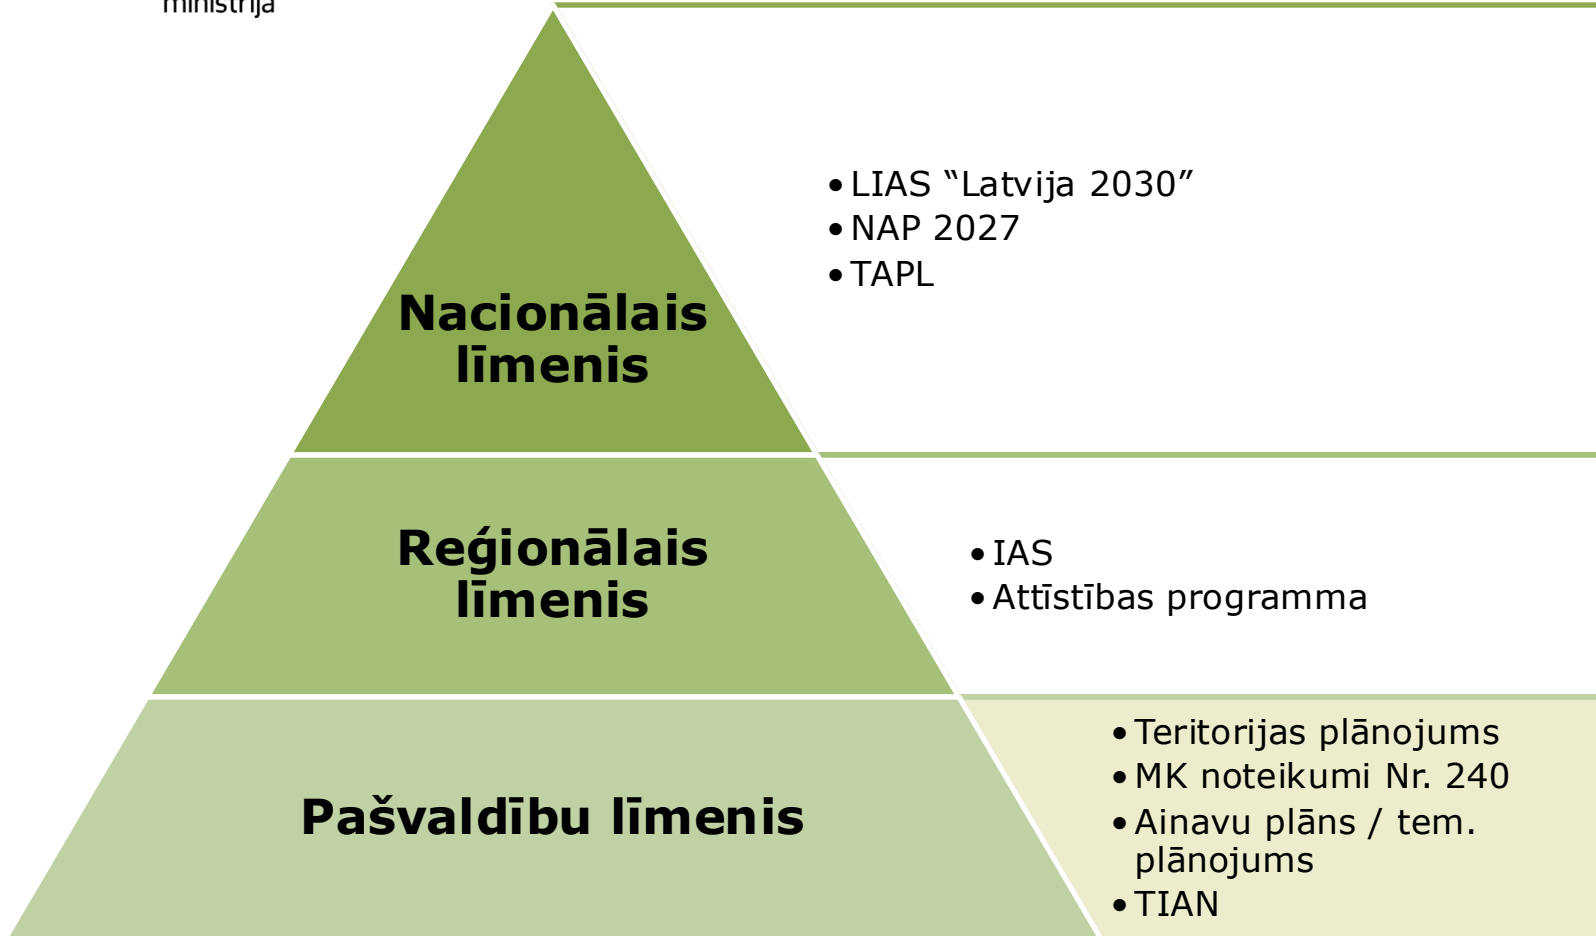 ministrija
Nacionālais
līmenis
• LIAS “Latvija 2030”
• NAP 2027
• TAPL
Reģionālais
līmenis
• IAS
• Attīstības programma
Pašvaldību līmenis
• Teritorijas plānojums
• MK noteikumi Nr. 240
• Ainavu plāns / tem.
plānojums
• TIAN